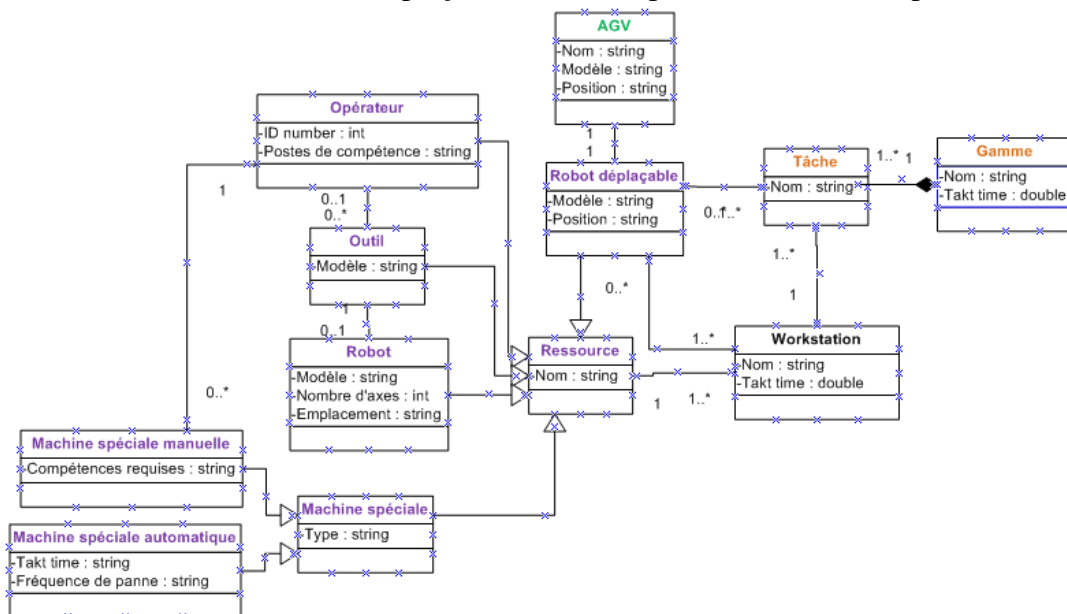 AGV
-Nom : string
-Modèle : string
-Position : string
Opérateur
-ID number : int
-Postes de compétence : string
1
1
1
0..1
0..*
Robot déplaçable
-Modèle : string
-Position : string
Tâche
-Nom : string
1..*
1
Gamme
-Nom : string
-Takt time : double
Outil
-Modèle : string
1
0..1
0..*
1..*
1
Robot
-Modèle : string
-Nombre d'axes : int
-Emplacement : string
Ressource
-Nom : string
1..*
1
1..*
Workstation
-Nom : string
-Takt time : double
0..*
Machine spéciale manuelle
-Compétences requises : string
Machine spéciale
-Type : string
Machine spéciale automatique
-Takt time : string
-Fréquence de panne : string